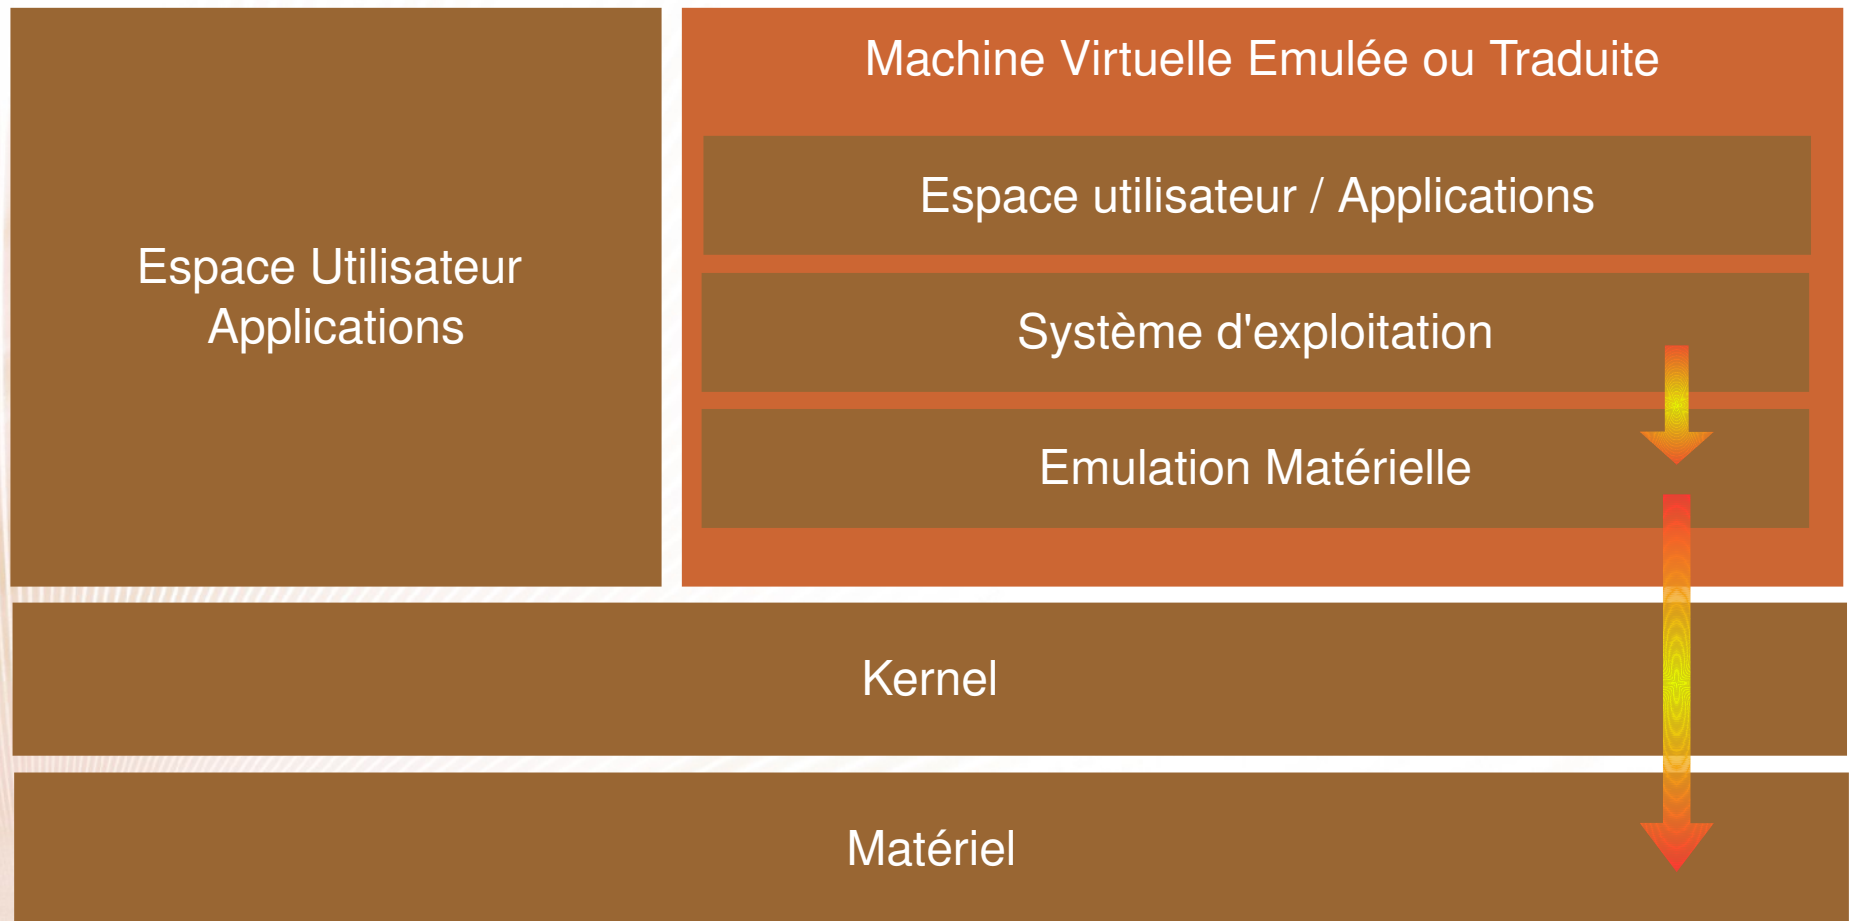 Machine Virtuelle Emulée ou Traduite
Espace utilisateur / Applications
Espace Utilisateur
Applications
Système d'exploitation
Emulation Matérielle
Kernel
Matériel